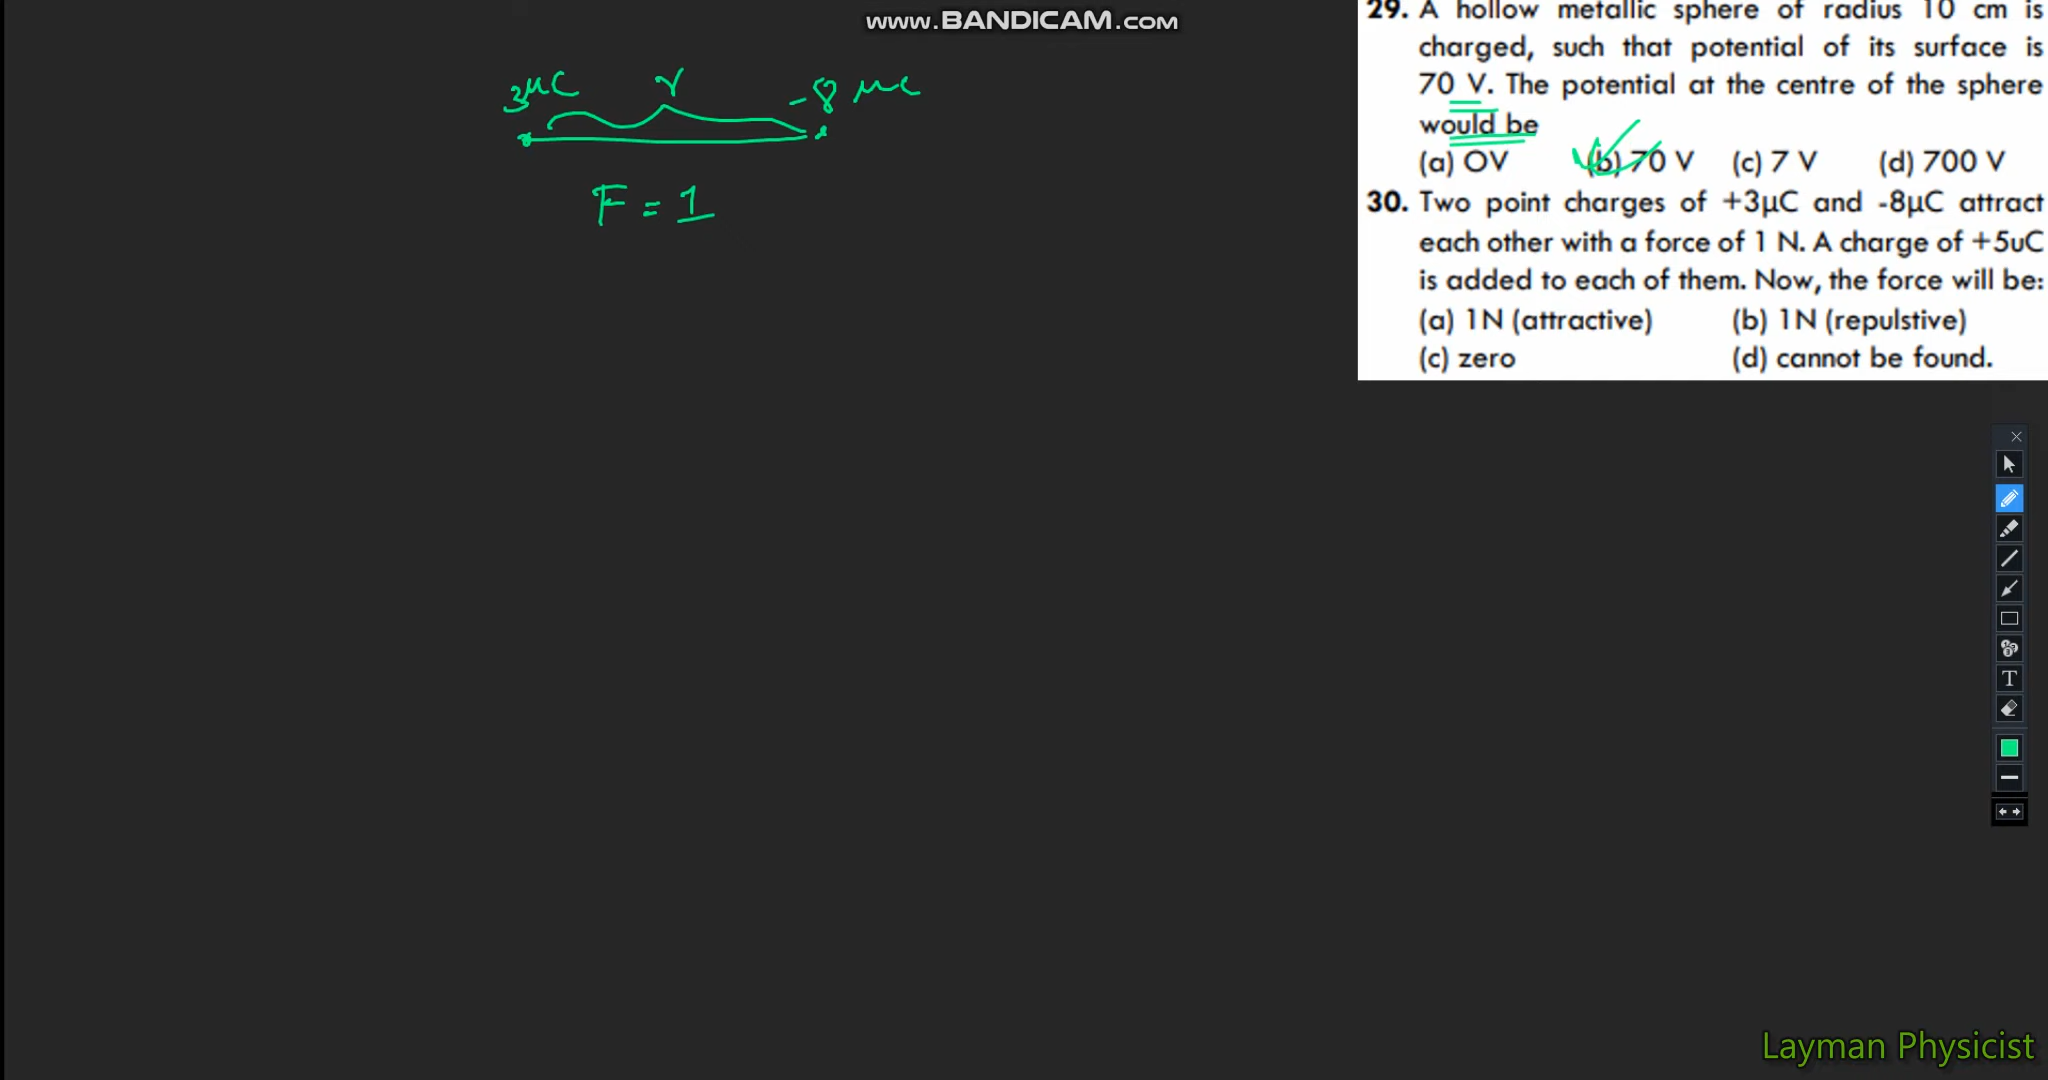 www.BANDICAM.com
3μC r -8 μC
F = 1
29. A hollow metallic sphere of radius 10 cm is
charged, such that potential of its surface is
70 V. The potential at the centre of the sphere
would be
(a) OV (b) 70 V (c) 7 V (d) 700 V
30. Two point charges of +3μC and -8μC attract
each other with a force of 1 N. A charge of +5uC
is added to each of them. Now, the force will be:
(a) 1N (attractive) (b) 1N (repulstive)
(c) zero (d) cannot be found.
T
Layman Physicist